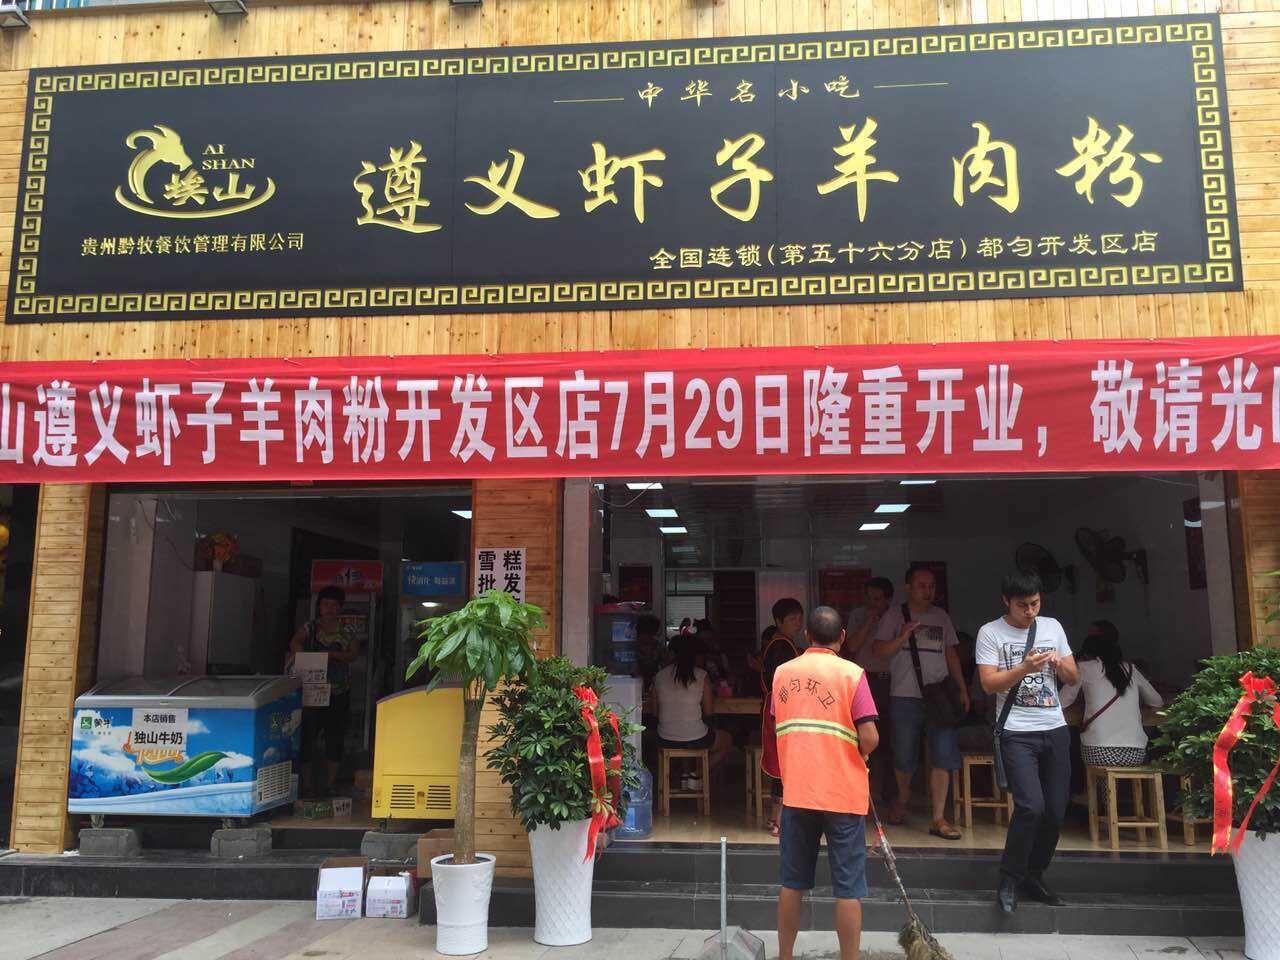 中华名小吃
AI
SHAN
埃山
遵义虾子羊肉粉
贵州黔牧餐饮管理有限公司
全国连锁(第五十六分店)都匀开发区店
山遵义虾子羊肉粉开发区店7月29日隆重开业，敬请光
雪糕
批发
蒙牛
本店销售
独山牛奶
都匀环卫